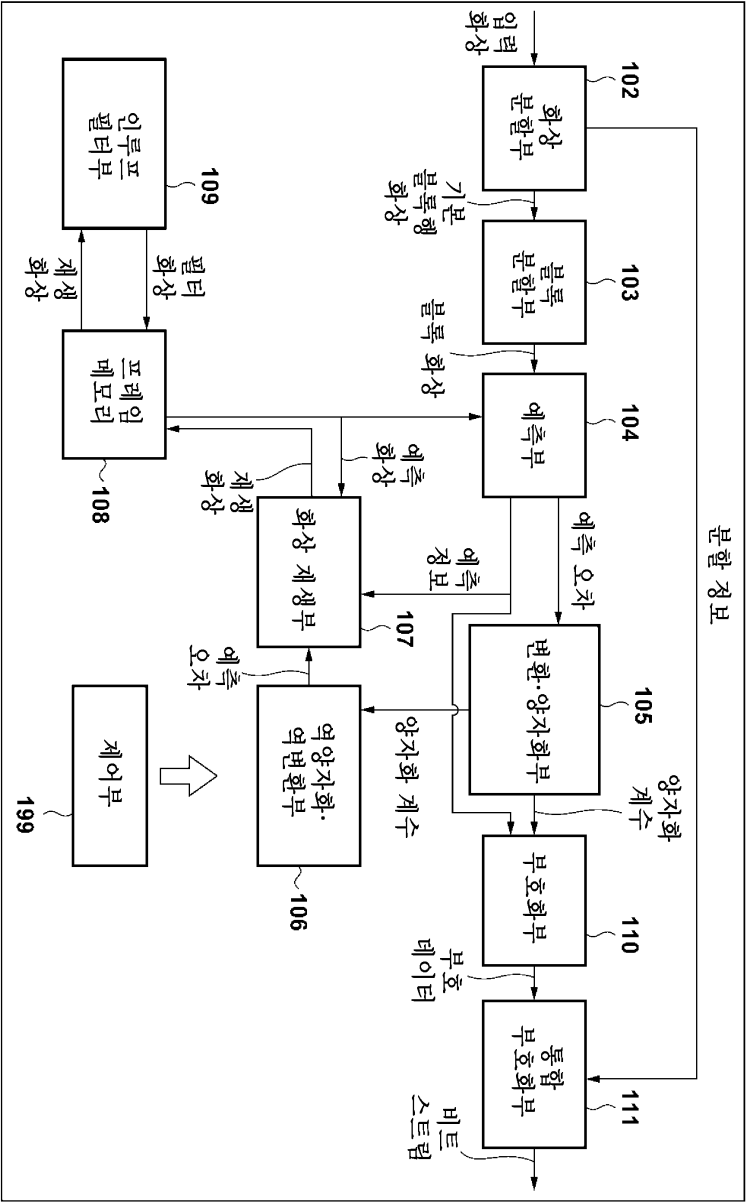 분할 정보
102
103
104
105
110
111
입력
화상
화상
분할부
기본
블록행
화상
블록
분할부
블록 화상
예측부
예측 오차
변환·양자화부
양자화
계수
부호화부
부호
데이터
통합
부호화부
비트
스트림
예측
정보
양자화 계수
109
인루프
필터부
필터
화상
재생
화상
프레임
메모리
108
예측
화상
재생
화상
화상 재생부
107
예측
오차
역양자화·
역변환부
106
제어부
199